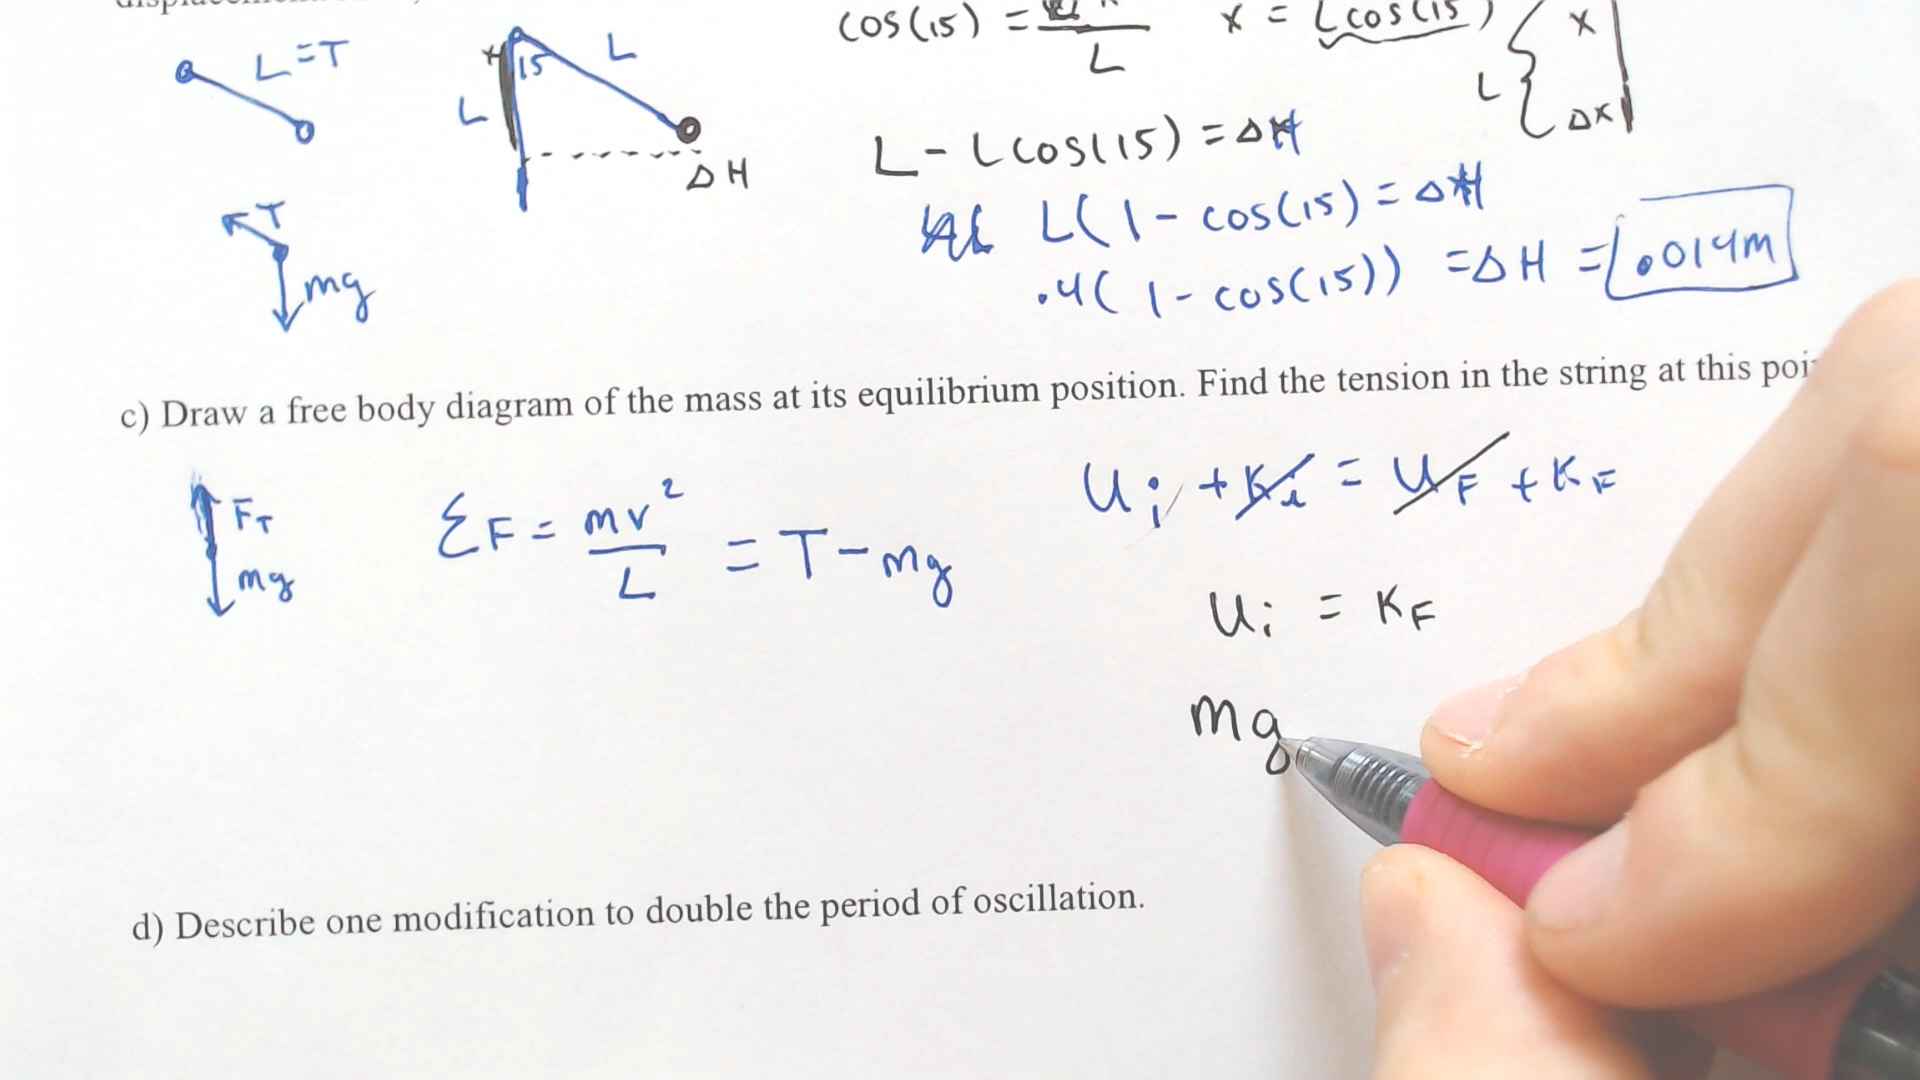 cos(15) = / L
x = L cos(15)
L { x Δx
L = T
15 L
L
ΔH
L - L cos(15) = ΔH
L(1 - cos(15) = ΔH
.4(1 - cos(15)) = ΔH = .014m
T
mg
c) Draw a free body diagram of the mass at its equilibrium position. Find the tension in the string at this
FT
mg
ΣF = mv² / L = T - mg
Ui + Ki = UF + KF
Ui = KF
mg
d) Describe one modification to double the period of oscillation.